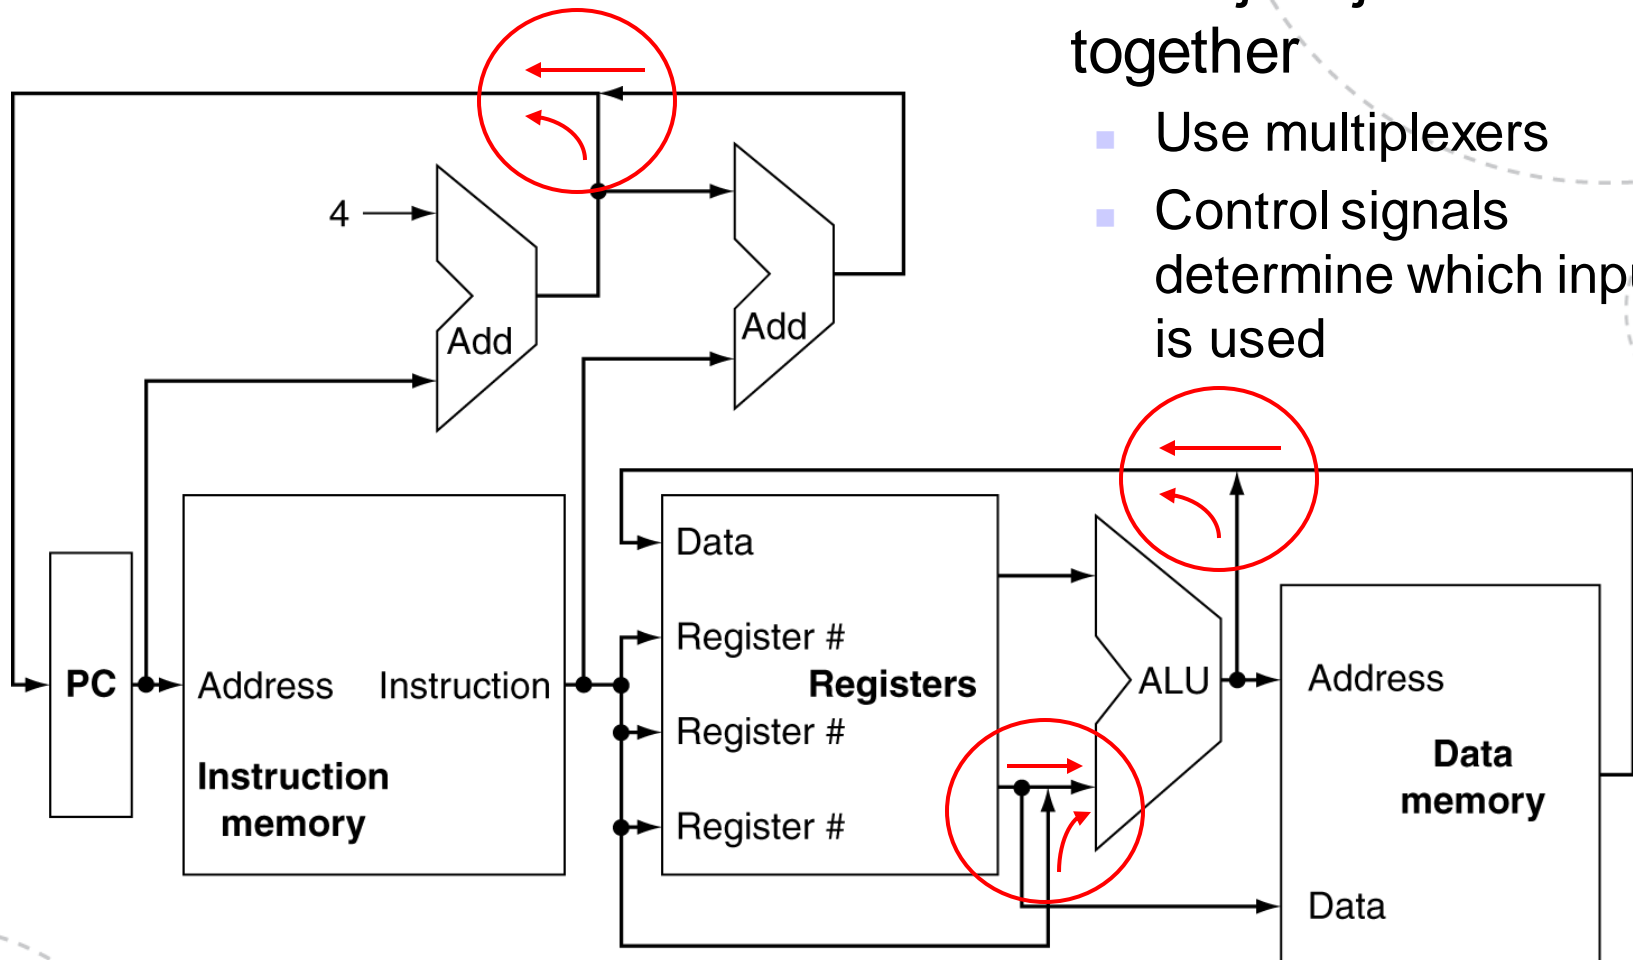 together
Use multiplexers
Control signals
determine which
is used
4
Add
Add
Data
Register #
Registers
Register #
Register #
PC
Address
Instruction
Instruction
memory
ALU
Address
Data
memory
Data